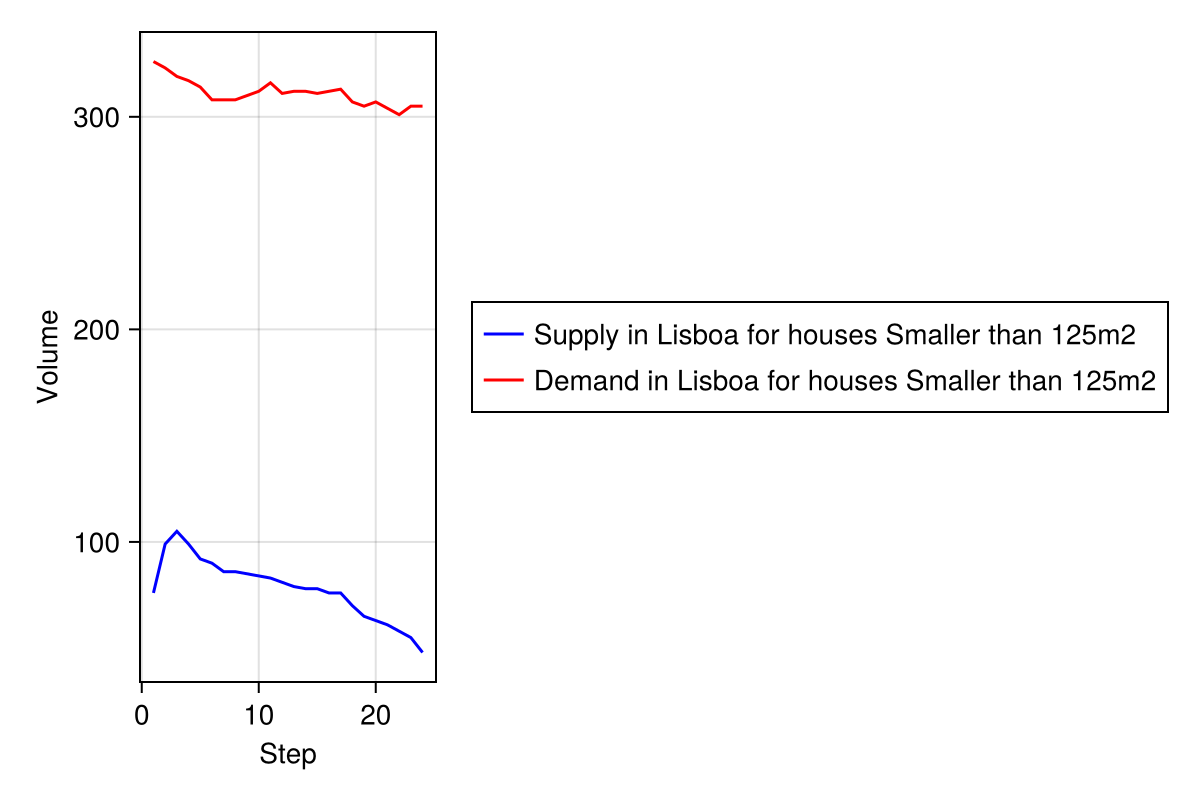 Volume
300
200
100
0 10 20
Step
Supply in Lisboa for houses Smaller than 125m2
Demand in Lisboa for houses Smaller than 125m2